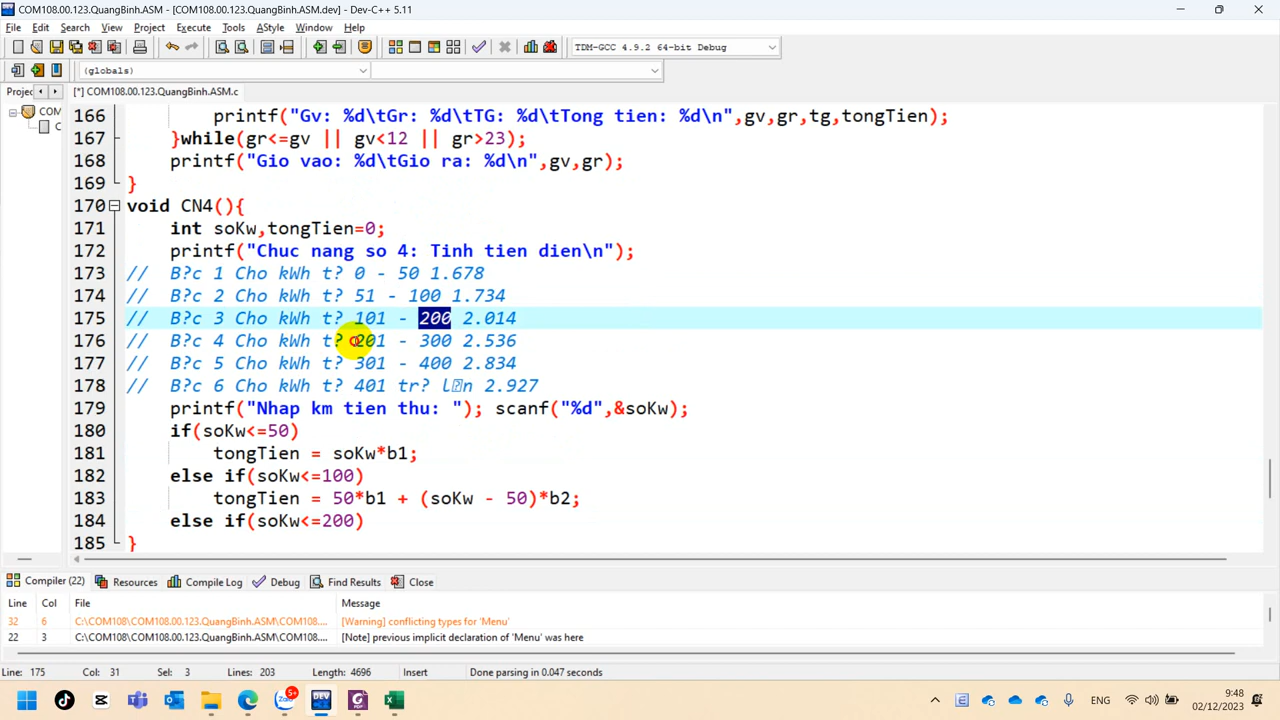 COM108.00.123.QuangBinh.ASM - [COM108.00.123.QuangBinh.ASM.dev] - Dev-C++ 5.11
File Edit Search View Project Execute Tools AStyle Window Help
TDM-GCC 4.9.2 64-bit Debug
(globals)
Projec
[*] COM108.00.123.QuangBinh.ASM.c
COM
C
166 printf("Gv: %d\tGr: %d\tTG: %d\tTong tien: %d\n",gv,gr,tg,tongTien);
167 }while(gr<=gv || gv<12 || gr>23);
168 printf("Gio vao: %d\tGio ra: %d\n",gv,gr);
169 }
170 void CN4(){
171 int soKw,tongTien=0;
172 printf("Chuc nang so 4: Tinh tien dien\n");
173 // B?c 1 Cho kWh t? 0 - 50 1.678
174 // B?c 2 Cho kWh t? 51 - 100 1.734
175 // B?c 3 Cho kWh t? 101 - 200 2.014
176 // B?c 4 Cho kWh t? 201 - 300 2.536
177 // B?c 5 Cho kWh t? 301 - 400 2.834
178 // B?c 6 Cho kWh t? 401 tr? l□n 2.927
179 printf("Nhap km tien thu: "); scanf("%d",&soKw);
180 if(soKw<=50)
181 tongTien = soKw*b1;
182 else if(soKw<=100)
183 tongTien = 50*b1 + (soKw - 50)*b2;
184 else if(soKw<=200)
185 }
Compiler (22) Resources Compile Log Debug Find Results Close
Line Col File Message
32 6 C:\COM108\COM108.00.123.QuangBinh.ASM\COM108.... [Warning] conflicting types for 'Menu'
22 3 C:\COM108\COM108.00.123.QuangBinh.ASM\COM108.... [Note] previous implicit declaration of 'Menu' was here
Line: 175 Col: 31 Sel: 3 Lines: 203 Length: 4696 Insert Done parsing in 0.047 seconds
Zalo 5+ DEV PDF ENG 9:48
02/12/2023